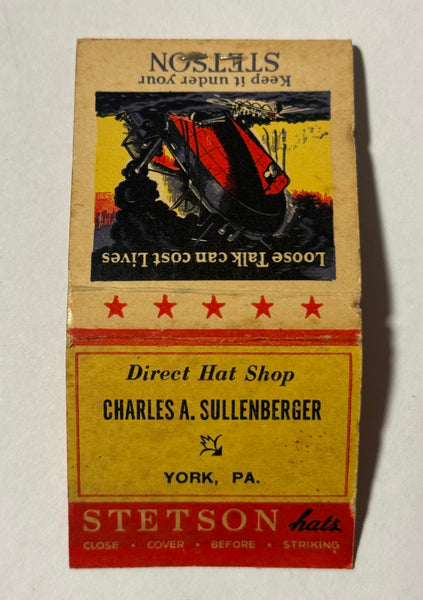 Loose Talk can cost Lives
Keep it under your
STETSON
Direct Hat Shop
CHARLES A. SULLENBERGER
YORK, PA.
STETSON hats
CLOSE • COVER • BEFORE • STRIKING